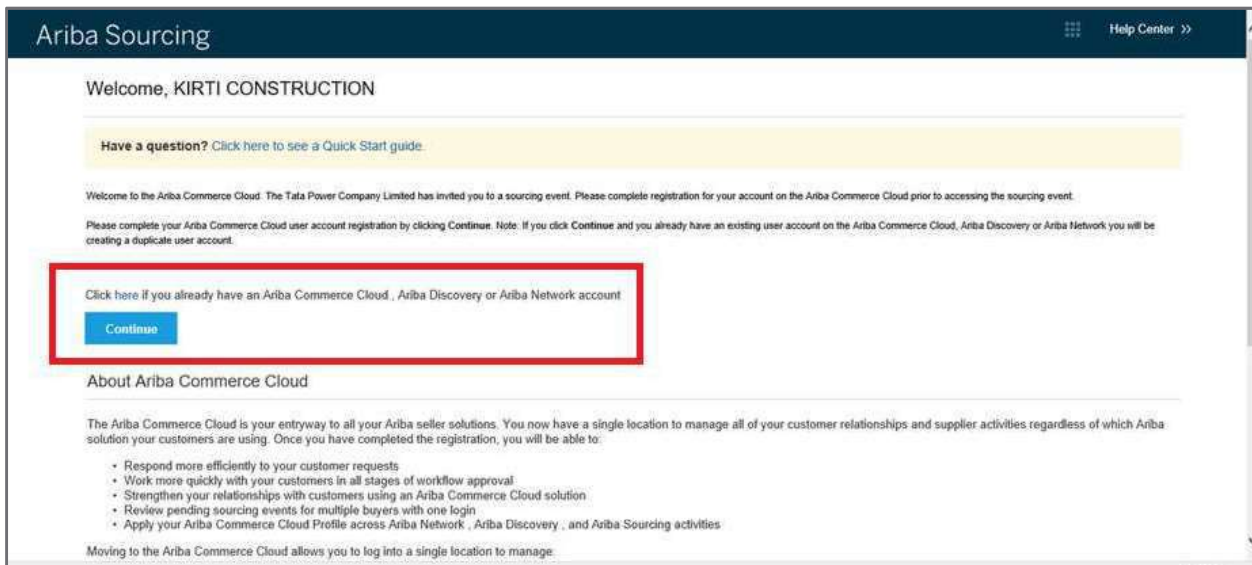 Ariba Sourcing
Help Center »
Welcome, KIRTI CONSTRUCTION
Have a question? Click here to see a Quick Start guide.
Welcome to the Ariba Commerce Cloud. The Tata Power Company Limited has invited you to a sourcing event. Please complete registration for your account on the Ariba Commerce Cloud prior to accessing the sourcing event.
Please complete your Ariba Commerce Cloud user account registration by clicking Continue. Note: If you click Continue and you already have an existing user account on the Ariba Commerce Cloud, Ariba Discovery or Ariba Network you will be
creating a duplicate user account.
Click here if you already have an Ariba Commerce Cloud , Ariba Discovery or Ariba Network account
Continue
About Ariba Commerce Cloud
The Ariba Commerce Cloud is your entryway to all your Ariba seller solutions. You now have a single location to manage all of your customer relationships and supplier activities regardless of which Ariba
solution your customers are using. Once you have completed the registration, you will be able to:
• Respond more efficiently to your customer requests
• Work more quickly with your customers in all stages of workflow approval
• Strengthen your relationships with customers using an Ariba Commerce Cloud solution
• Review pending sourcing events for multiple buyers with one login
• Apply your Ariba Commerce Cloud Profile across Ariba Network , Ariba Discovery , and Ariba Sourcing activities
Moving to the Ariba Commerce Cloud allows you to log into a single location to manage: